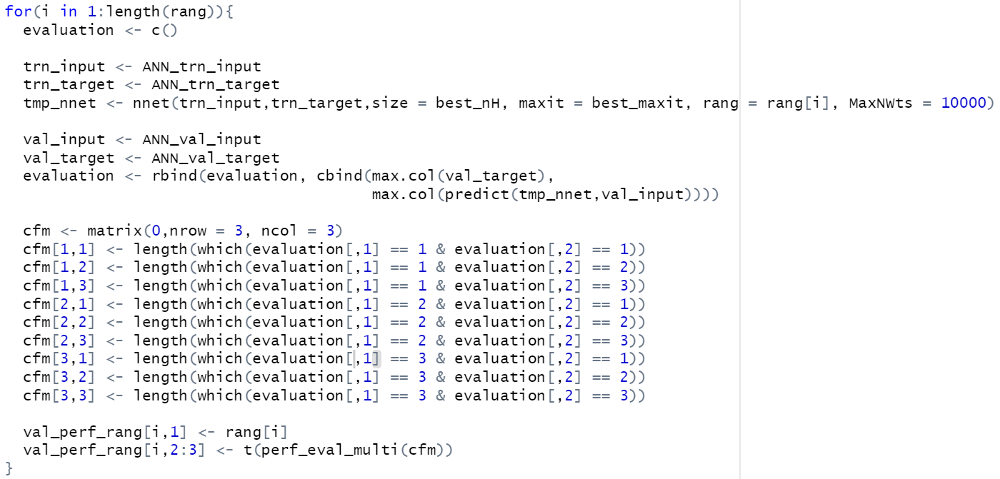 for(i in 1:length(rang)){
  evaluation <- c()

  trn_input <- ANN_trn_input
  trn_target <- ANN_trn_target
  tmp_nnet <- nnet(trn_input,trn_target,size = best_nH, maxit = best_maxit, rang = rang[i], MaxNWts = 10000)

  val_input <- ANN_val_input
  val_target <- ANN_val_target
  evaluation <- rbind(evaluation, cbind(max.col(val_target),
                                        max.col(predict(tmp_nnet,val_input))))

  cfm <- matrix(0,nrow = 3, ncol = 3)
  cfm[1,1] <- length(which(evaluation[,1] == 1 & evaluation[,2] == 1))
  cfm[1,2] <- length(which(evaluation[,1] == 1 & evaluation[,2] == 2))
  cfm[1,3] <- length(which(evaluation[,1] == 1 & evaluation[,2] == 3))
  cfm[2,1] <- length(which(evaluation[,1] == 2 & evaluation[,2] == 1))
  cfm[2,2] <- length(which(evaluation[,1] == 2 & evaluation[,2] == 2))
  cfm[2,3] <- length(which(evaluation[,1] == 2 & evaluation[,2] == 3))
  cfm[3,1] <- length(which(evaluation[,1] == 3 & evaluation[,2] == 1))
  cfm[3,2] <- length(which(evaluation[,1] == 3 & evaluation[,2] == 2))
  cfm[3,3] <- length(which(evaluation[,1] == 3 & evaluation[,2] == 3))

  val_perf_rang[i,1] <- rang[i]
  val_perf_rang[i,2:3] <- t(perf_eval_multi(cfm))
}